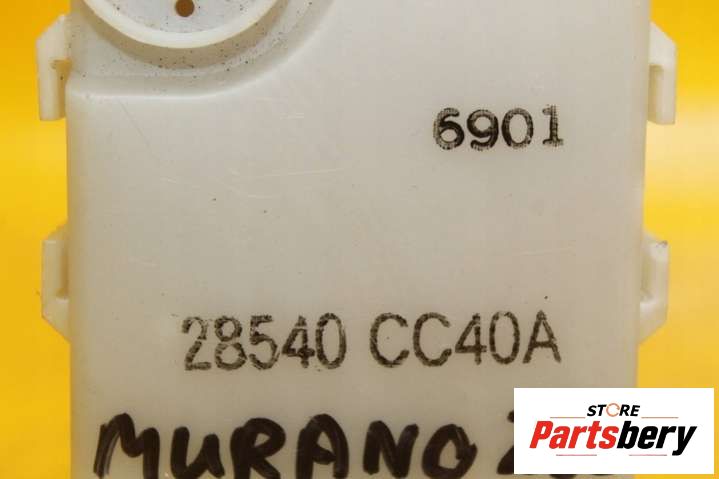 6901
28540 CC40A
MURANO
STORE
Partsbery